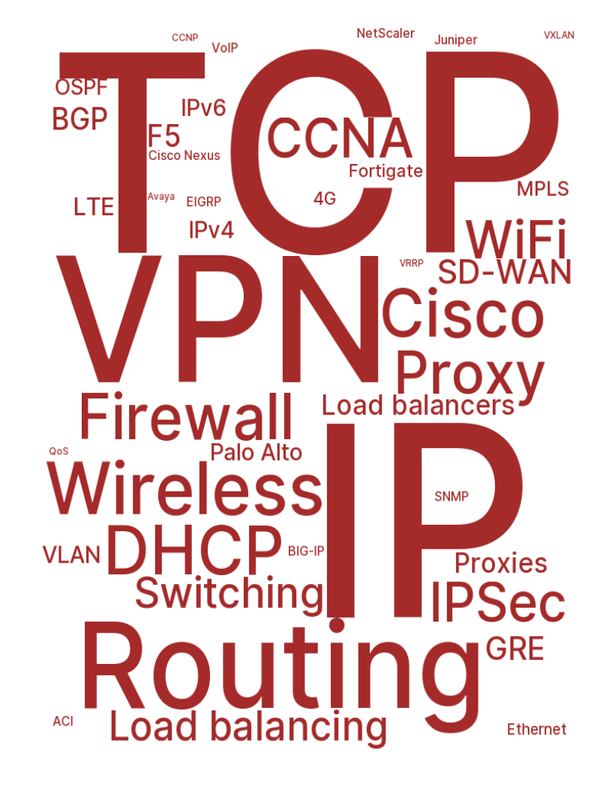 CCNP
VoIP
NetScaler
Juniper
VXLAN
TCP
OSPF
BGP
IPv6
F5
Cisco Nexus
CCNA
Fortigate
LTE
Avaya
EIGRP
4G
MPLS
IPv4
WiFi
VPN
VRRP
SD-WAN
Cisco
Proxy
Firewall
Load balancers
QoS
Palo Alto
IP
Wireless
SNMP
VLAN
DHCP
BIG-IP
Proxies
Switching
IPSec
Routing
GRE
ACI
Load balancing
Ethernet